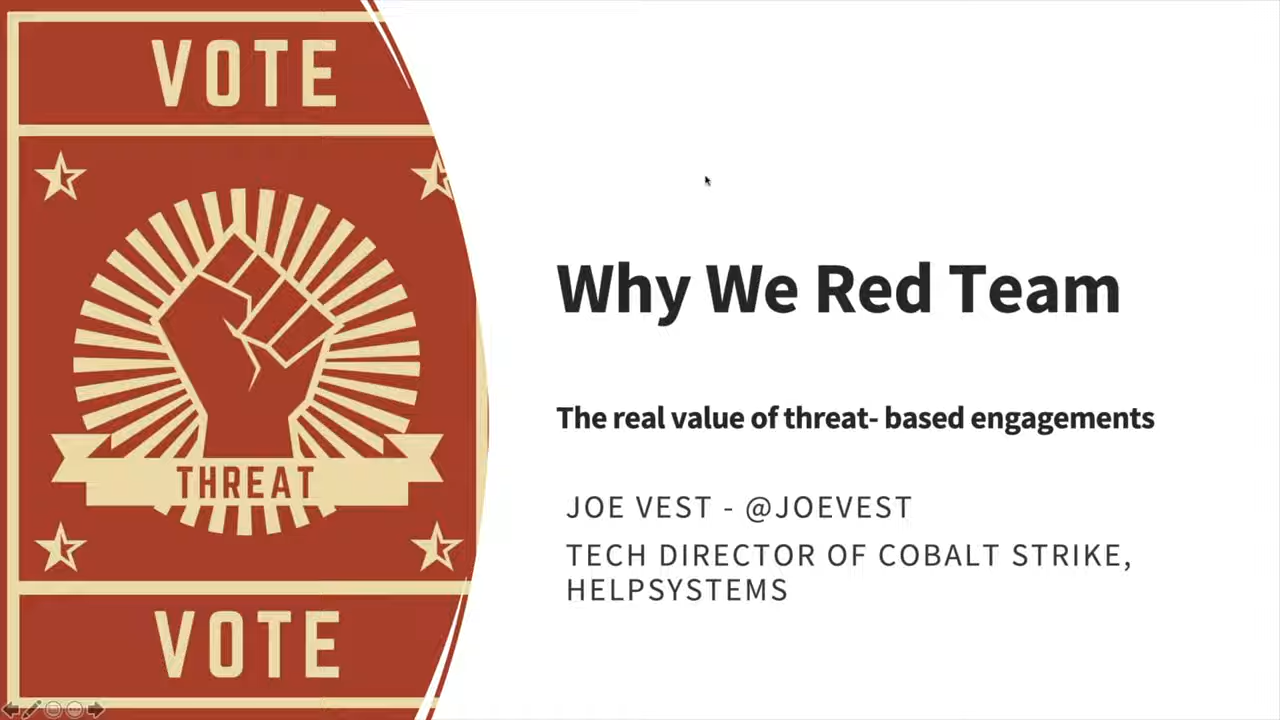 VOTE
THREAT
VOTE
Why We Red Team
The real value of threat- based engagements
JOE VEST - @JOEVEST
TECH DIRECTOR OF COBALT STRIKE,
HELPSYSTEMS